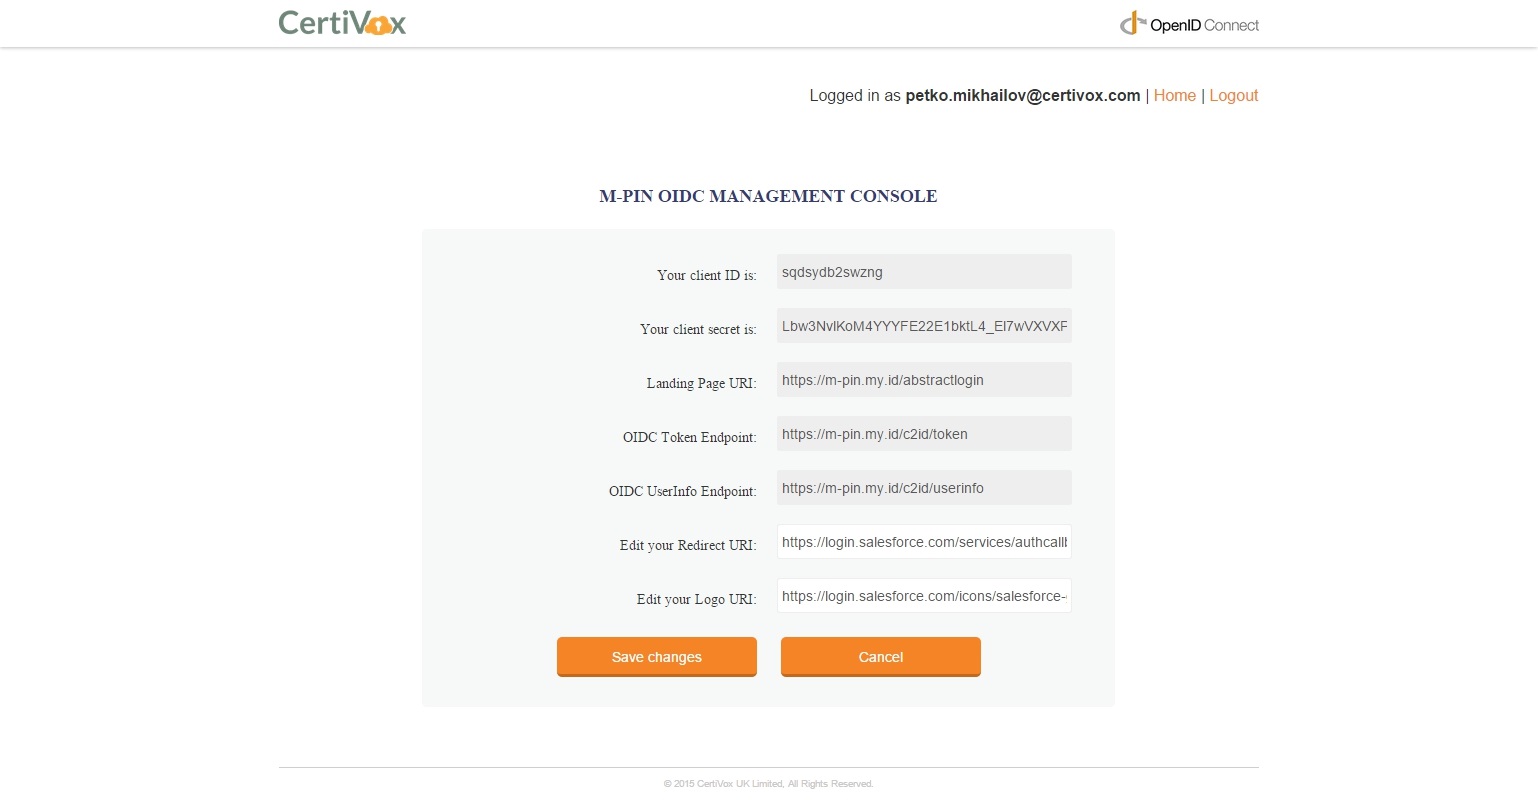 CertiVox
OpenID Connect
Logged in as petko.mikhailov@certivox.com | Home | Logout
M-PIN OIDC MANAGEMENT CONSOLE
Your client ID is: sqdsydb2swzng
Your client secret is: Lbw3NvlKoM4YYYFE22E1bktL4_El7wVXVXF
Landing Page URI: https://m-pin.my.id/abstractlogin
OIDC Token Endpoint: https://m-pin.my.id/c2id/token
OIDC UserInfo Endpoint: https://m-pin.my.id/c2id/userinfo
Edit your Redirect URI: https://login.salesforce.com/services/authcall
Edit your Logo URI: https://login.salesforce.com/icons/salesforce-
Save changes Cancel
© 2015 CertiVox UK Limited, All Rights Reserved.